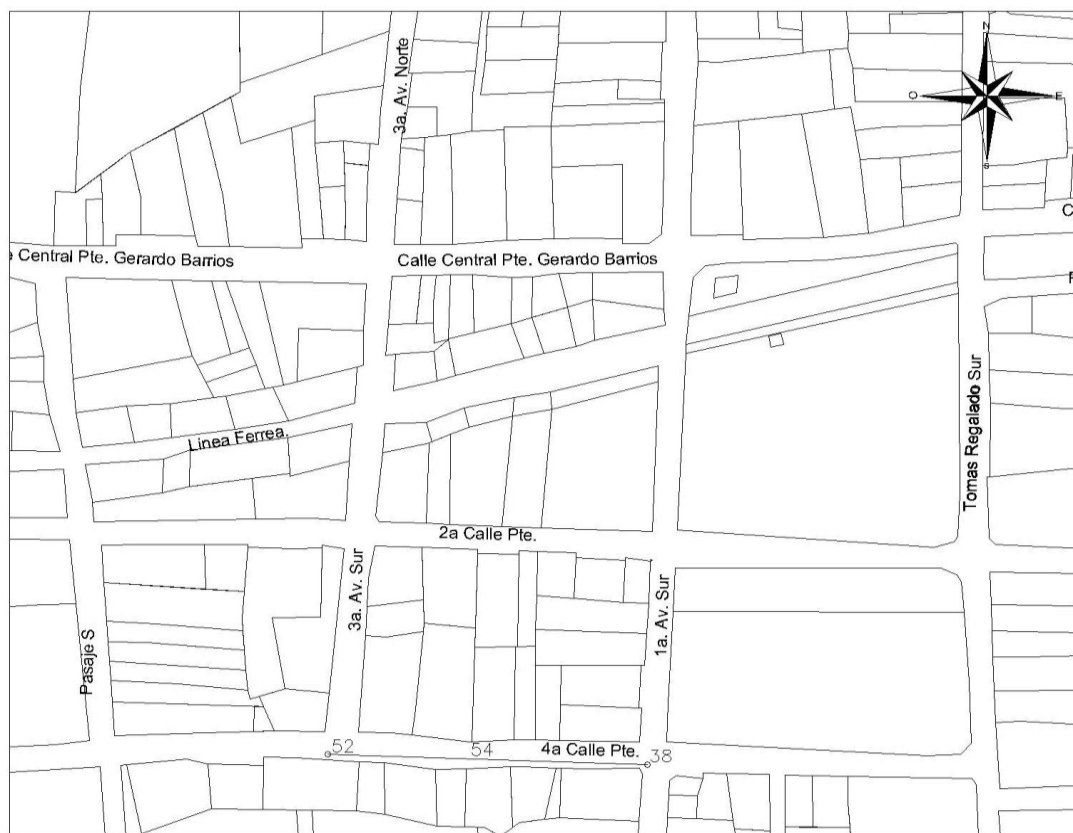 N
3a. Av. Norte
O
E
S
C
e Central Pte. Gerardo Barrios
Calle Central Pte. Gerardo Barrios
Tomas Regalado Sur
Linea Ferrea.
2a Calle Pte.
3a. Av. Sur
1a. Av. Sur
Pasaje S
52
54
4a Calle Pte.
38